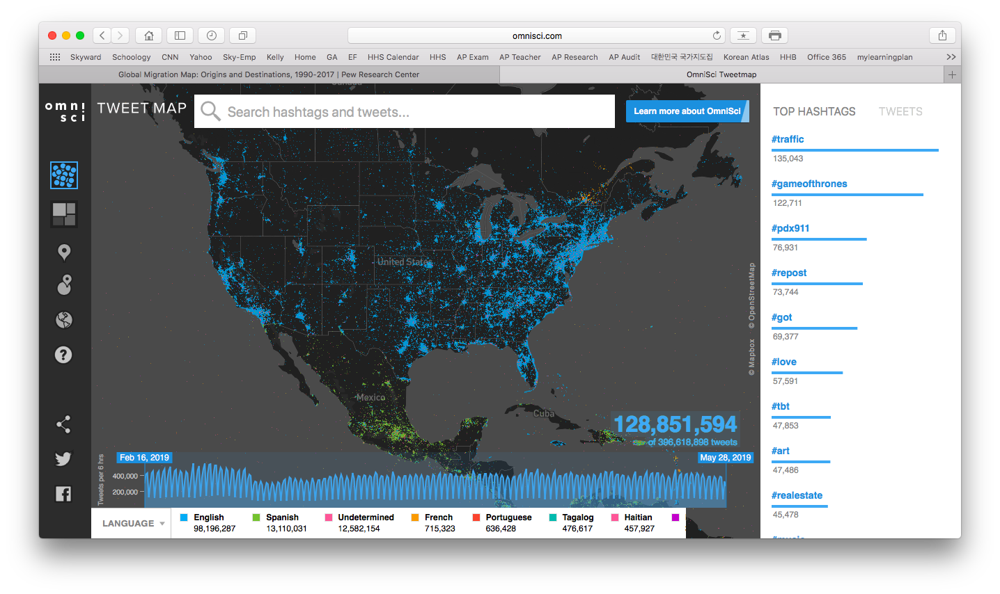 omnisci.com
Skyward Schoology CNN Yahoo Sky-Emp Kelly Home GA EF HHS Calendar HHS AP Exam AP Teacher AP Research AP Audit 대한민국 국가지도집 Korean Atlas HHB Office 365 mylearningplan >>
Global Migration Map: Origins and Destinations, 1990-2017 | Pew Research Center
OmniSci Tweetmap
omni
sci
TWEET MAP
Search hashtags and tweets...
Learn more about OmniSci
Canada
United States
Mexico
Cuba
© Mapbox © OpenStreetMap
128,851,594
of 396,618,898 tweets
Feb 16, 2019
May 28, 2019
Tweets per 6 hrs
400,000
200,000
LANGUAGE
English
98,196,287
Spanish
13,110,031
Undetermined
12,582,154
French
715,323
Portuguese
636,428
Tagalog
476,617
Haitian
457,927
TOP HASHTAGS TWEETS
#traffic
135,043
#gameofthrones
122,711
#pdx911
76,931
#repost
73,744
#got
69,377
#love
57,591
#tbt
47,853
#art
47,486
#realestate
45,478